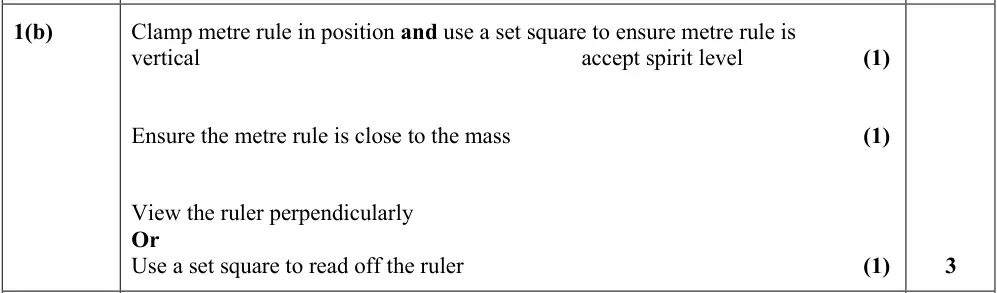 1(b) Clamp metre rule in position and use a set square to ensure metre rule is
vertical accept spirit level (1)
Ensure the metre rule is close to the mass (1)
View the ruler perpendicularly
Or
Use a set square to read off the ruler (1) 3